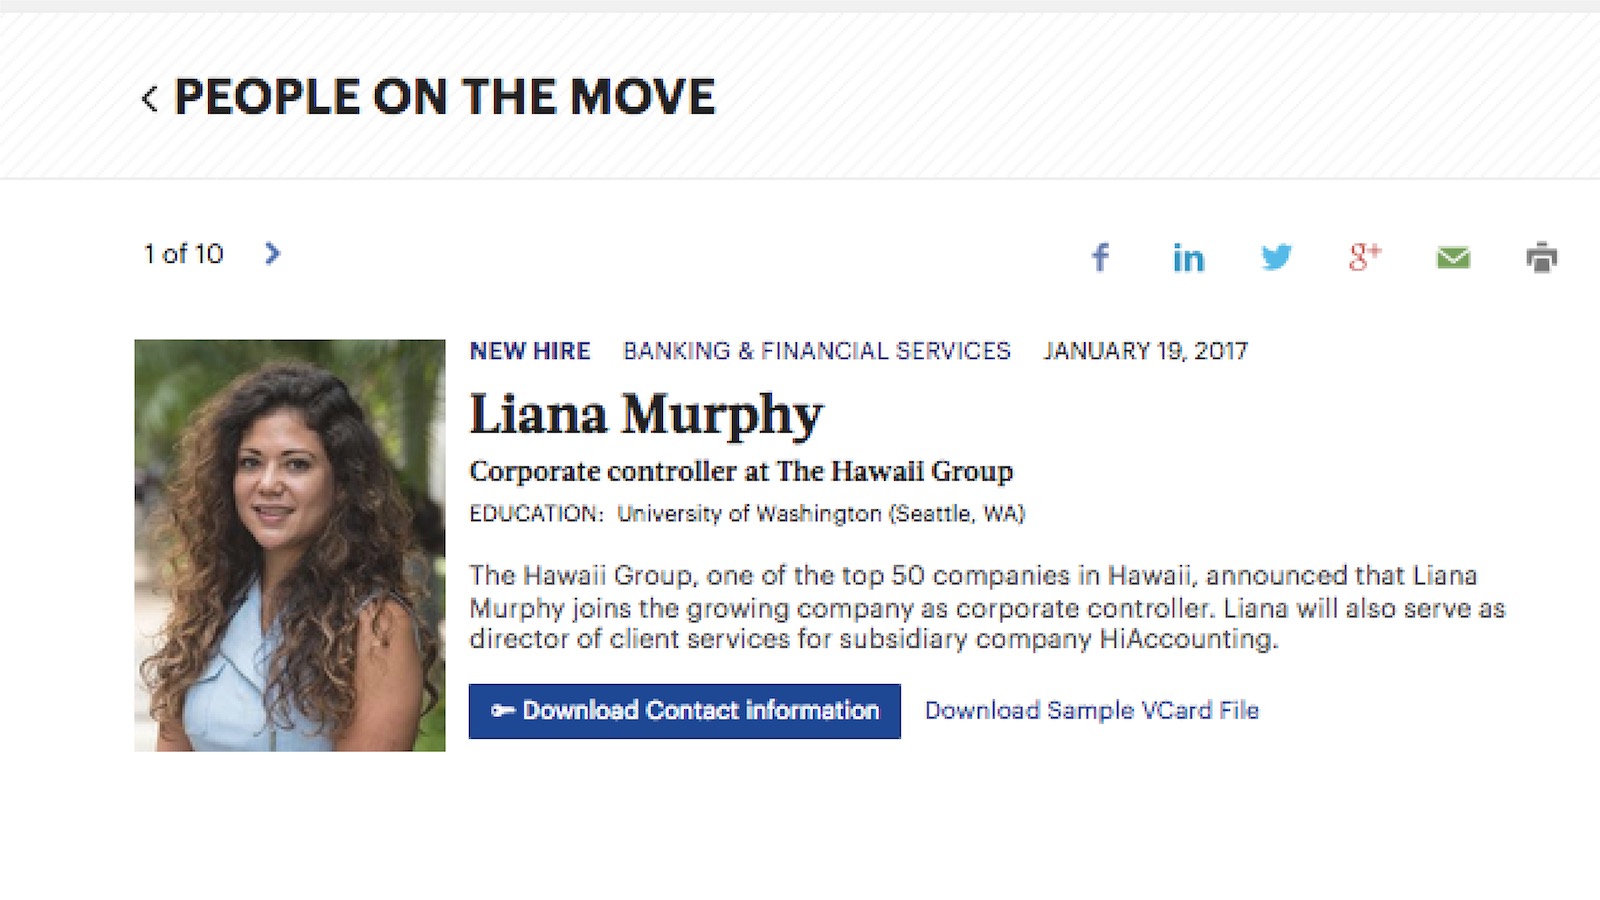 < PEOPLE ON THE MOVE
1 of 10 >
f in g+
NEW HIRE BANKING & FINANCIAL SERVICES JANUARY 19, 2017
Liana Murphy
Corporate controller at The Hawaii Group
EDUCATION: University of Washington (Seattle, WA)
The Hawaii Group, one of the top 50 companies in Hawaii, announced that Liana
Murphy joins the growing company as corporate controller. Liana will also serve as
director of client services for subsidiary company HiAccounting.
Download Contact information Download Sample VCard File